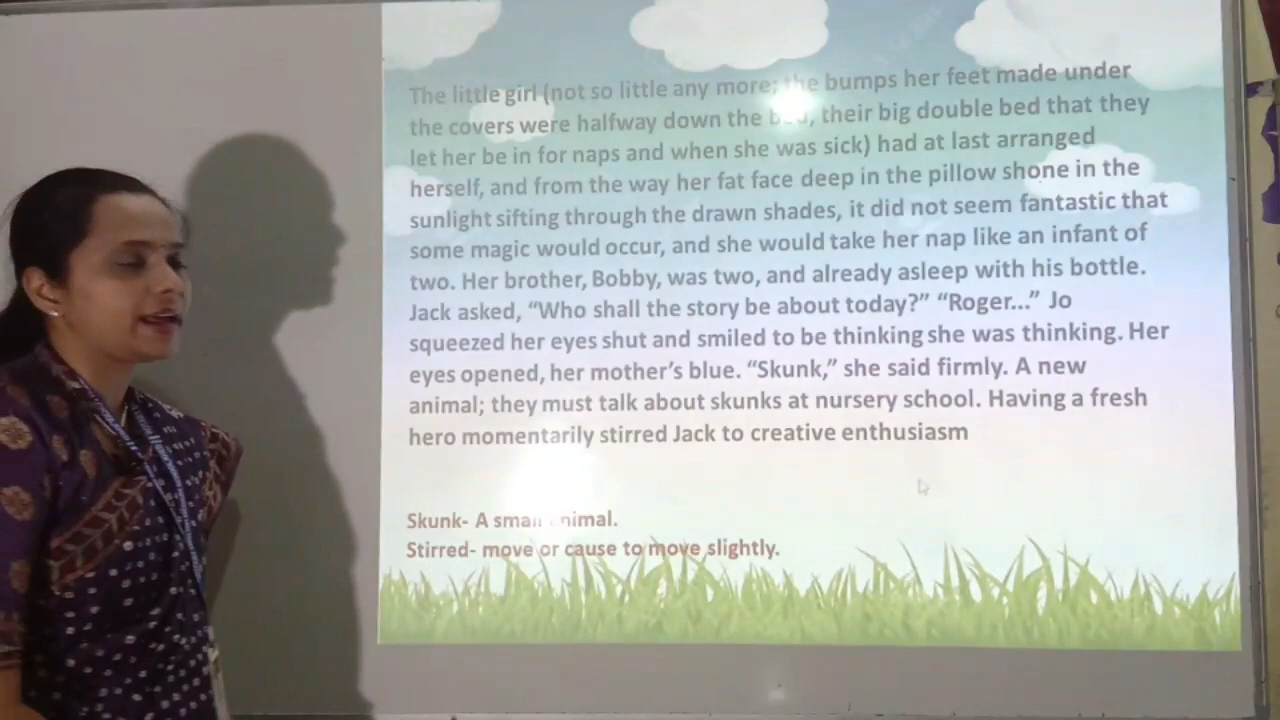 The little girl (not so little any more; the bumps her feet made under
the covers were halfway down the bed, their big double bed that they
let her be in for naps and when she was sick) had at last arranged
herself, and from the way her fat face deep in the pillow shone in the
sunlight sifting through the drawn shades, it did not seem fantastic that
some magic would occur, and she would take her nap like an infant of
two. Her brother, Bobby, was two, and already asleep with his bottle.
Jack asked, “Who shall the story be about today?” “Roger...” Jo
squeezed her eyes shut and smiled to be thinking she was thinking. Her
eyes opened, her mother’s blue. “Skunk,” she said firmly. A new
animal; they must talk about skunks at nursery school. Having a fresh
hero momentarily stirred Jack to creative enthusiasm
Skunk- A small animal.
Stirred- move or cause to move slightly.